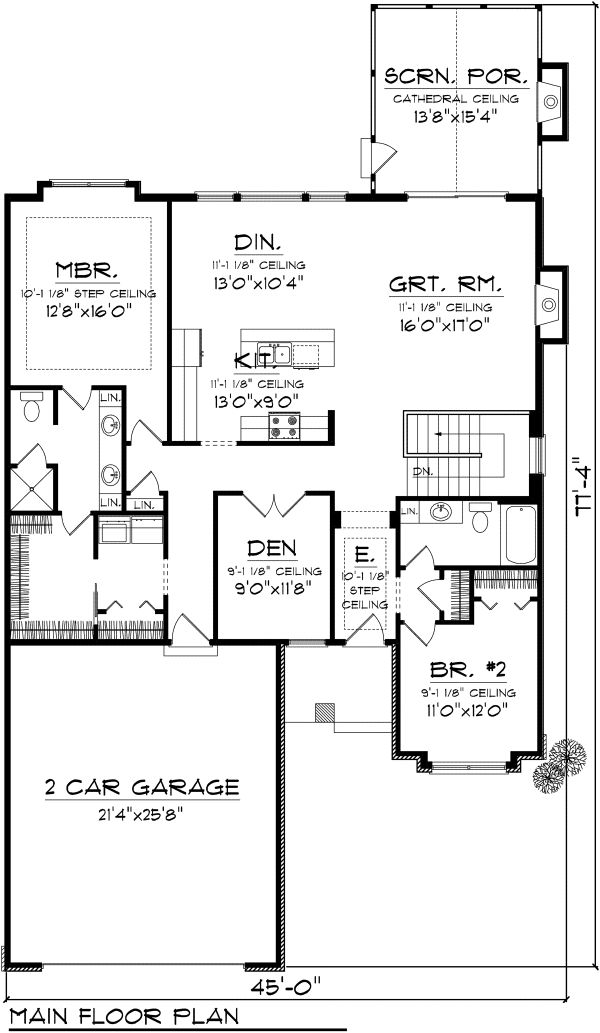 SCRN. POR.
CATHEDRAL CEILING
13'8"x15'4"
DIN.
11'-1 1/8" CEILING
13'0"x10'4"
MBR.
10'-1 1/8" STEP CEILING
12'8"x16'0"
GRT. RM.
11'-1 1/8" CEILING
16'0"x17'0"
KIT.
11'-1 1/8" CEILING
13'0"x9'0"
LIN.
LIN.
LIN.
DN.
77'-4"
LIN.
DEN
9'-1 1/8" CEILING
9'0"x11'8"
E.
10'-1 1/8"
STEP
CEILING
BR. #2
9'-1 1/8" CEILING
11'0"x12'0"
2 CAR GARAGE
21'4"x25'8"
45'-0"
MAIN FLOOR PLAN